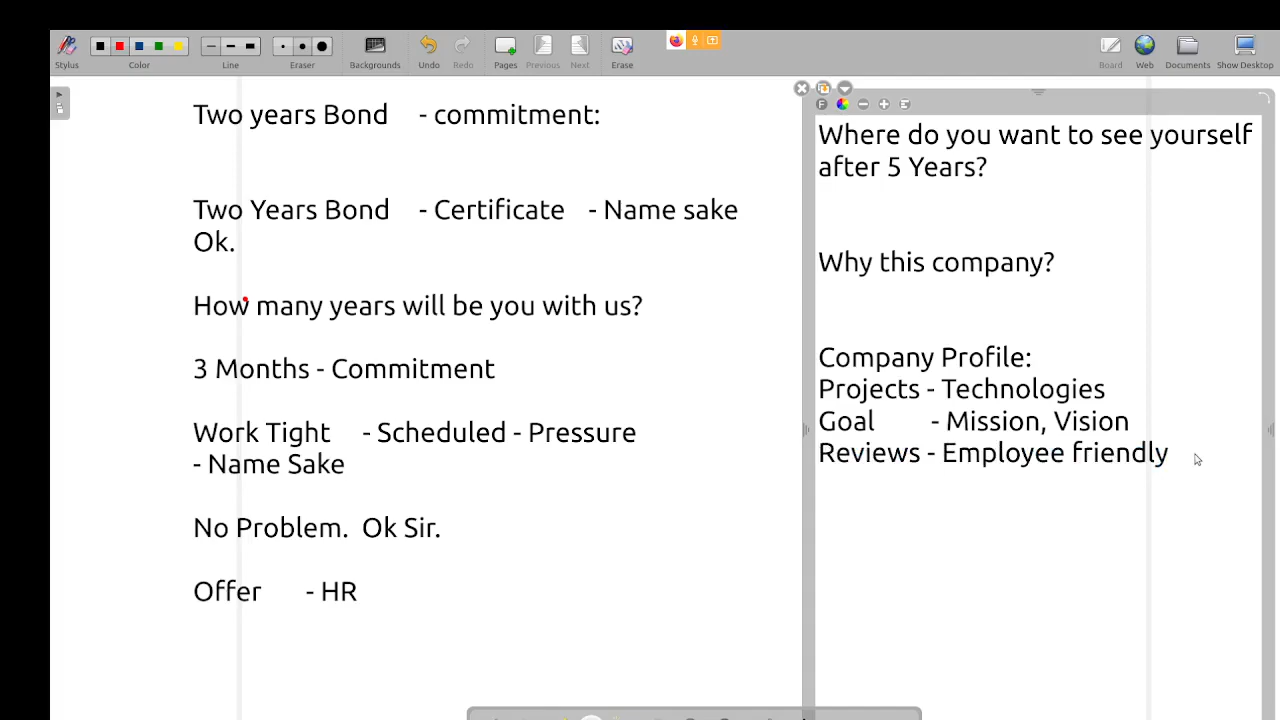 Stylus
Color
Line
Eraser
Backgrounds
Undo
Redo
Pages
Previous
Next
Erase
Board
Web
Documents
Show Desktop
Two years Bond - commitment:
Two Years Bond - Certificate - Name sake
Ok.
How many years will be you with us?
3 Months - Commitment
Work Tight - Scheduled - Pressure
- Name Sake
No Problem. Ok Sir.
Offer - HR
F
Where do you want to see yourself
after 5 Years?
Why this company?
Company Profile:
Projects - Technologies
Goal - Mission, Vision
Reviews - Employee friendly